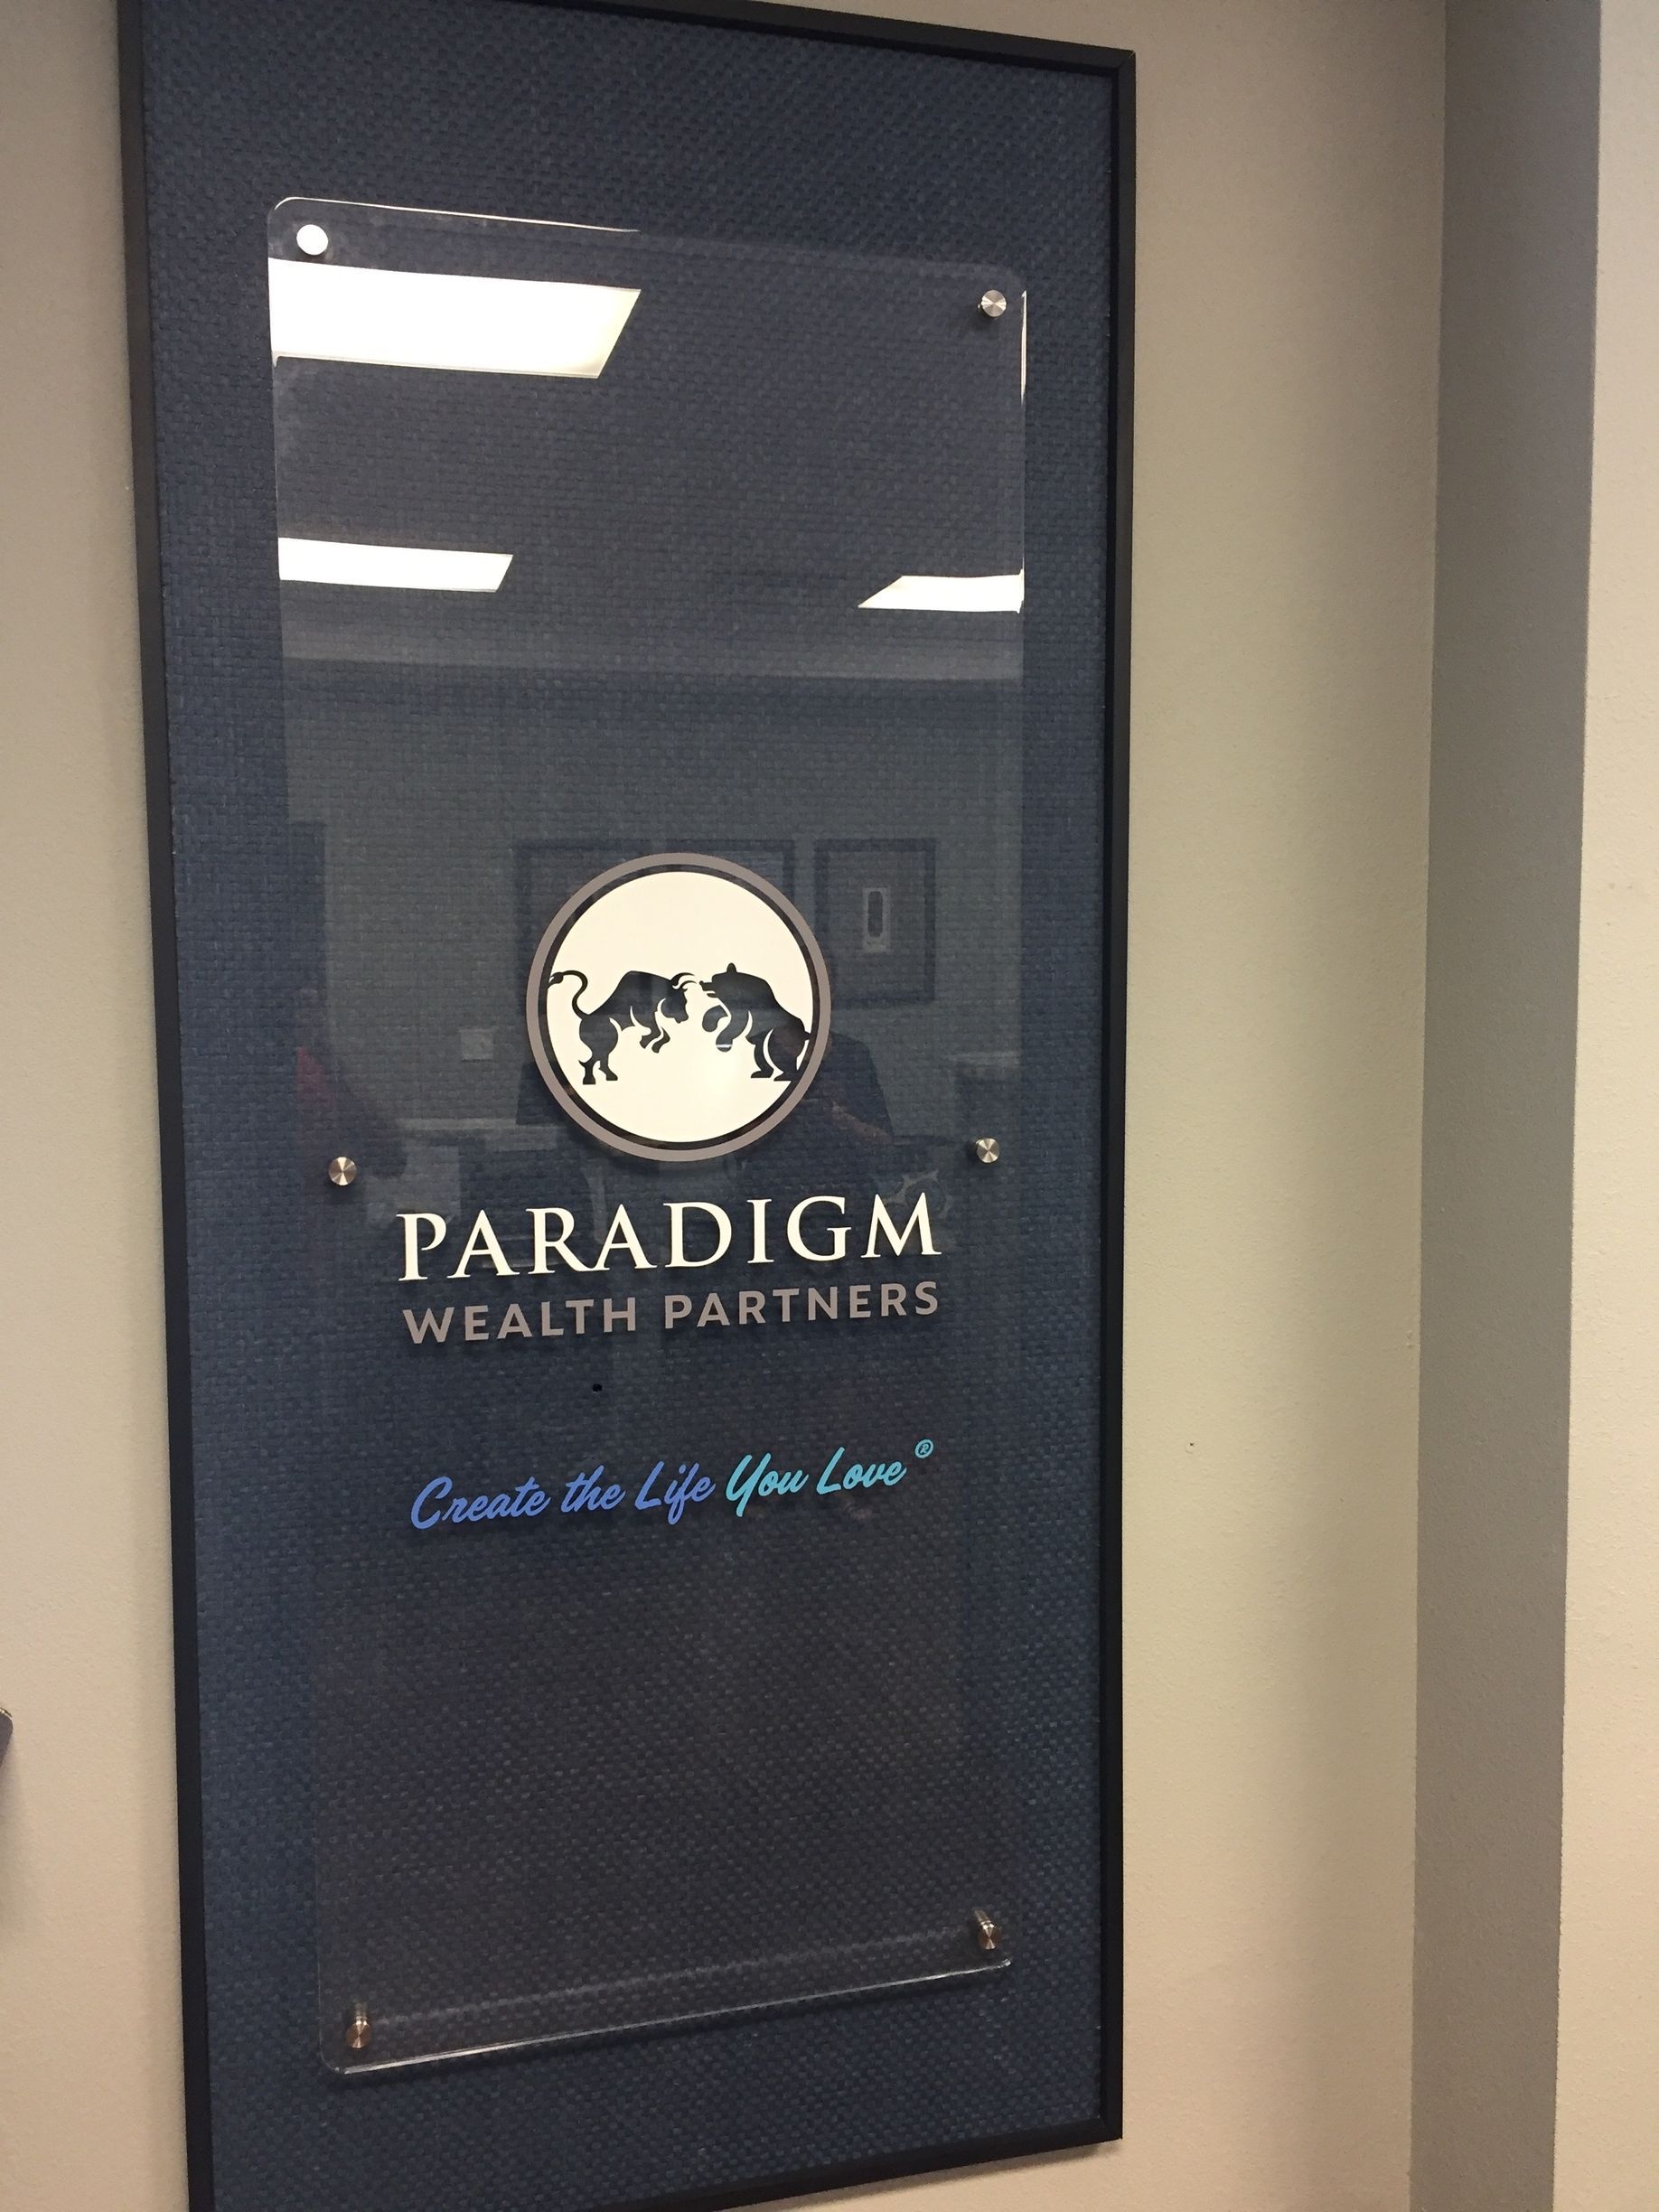 PARADIGM
WEALTH PARTNERS
Create the Life You Love®